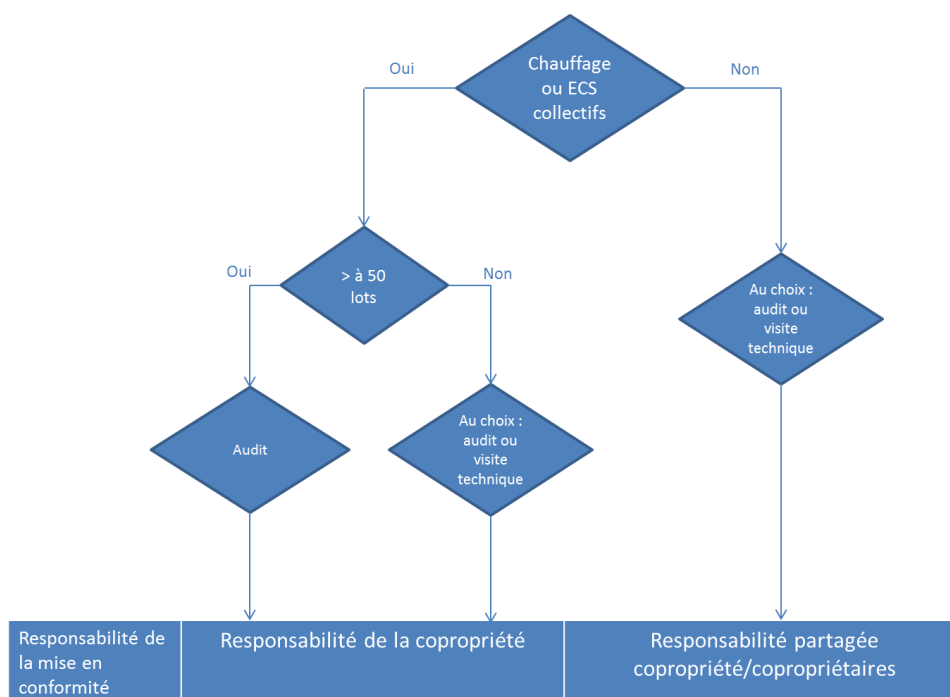 Chauffage
ou ECS
collectifs
Oui
Non
> à 50
lots
Oui
Non
Au choix :
audit ou
visite
technique
Audit
Au choix :
audit ou
visite
technique
Responsabilité de
la mise en
conformité
Responsabilité de la copropriété
Responsabilité partagée
copropriété/copropriétaires